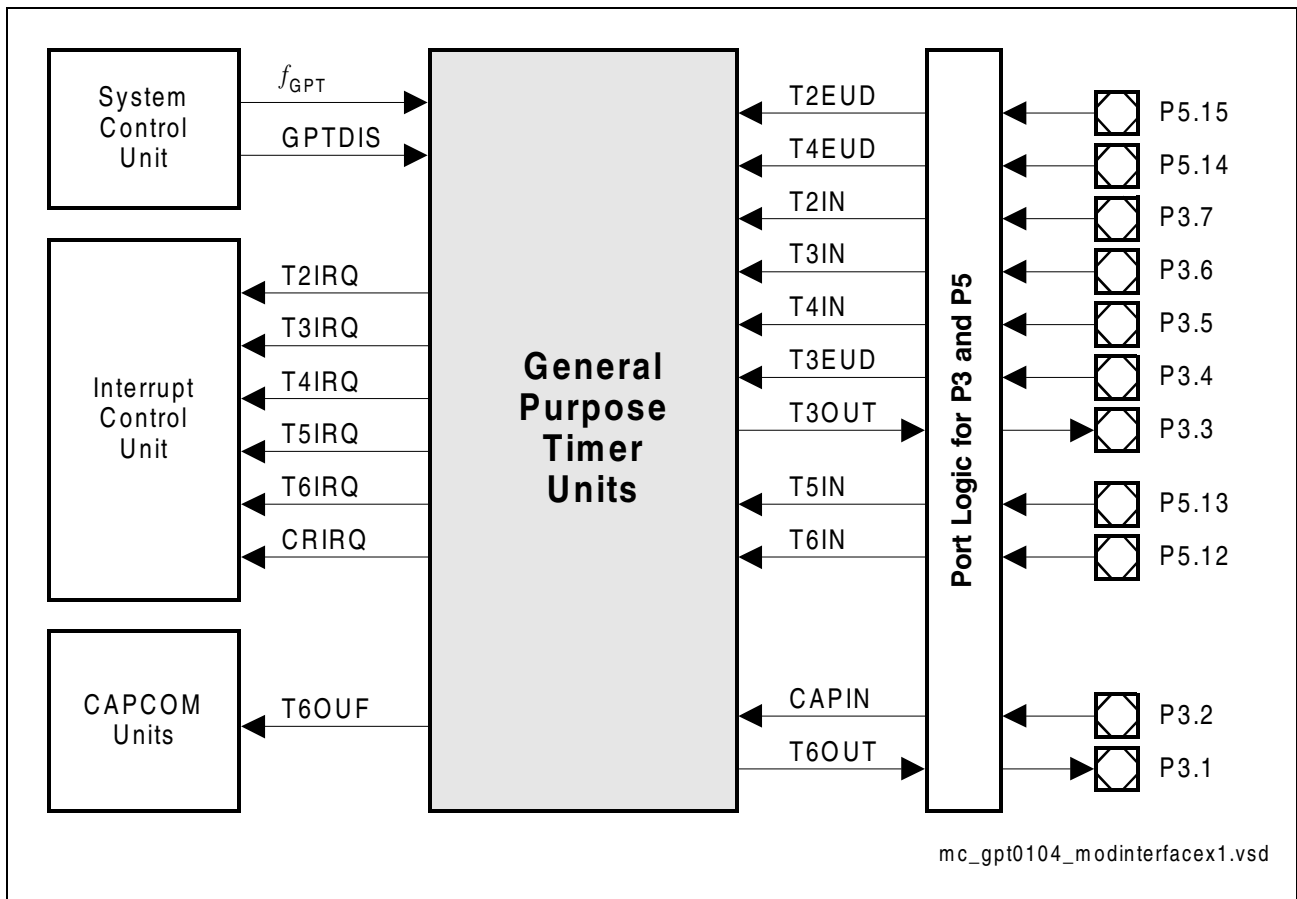 System
Control
Unit
f GPT
GPTDIS
Interrupt
Control
Unit
T2IRQ
T3IRQ
T4IRQ
T5IRQ
T6IRQ
CRIRQ
CAPCOM
Units
T6OUF
General
Purpose
Timer
Units
T2EUD
T4EUD
T2IN
T3IN
T4IN
T3EUD
T3OUT
T5IN
T6IN
CAPIN
T6OUT
Port Logic for P3 and P5
P5.15
P5.14
P3.7
P3.6
P3.5
P3.4
P3.3
P5.13
P5.12
P3.2
P3.1
mc_gpt0104_modinterfacex1.vsd